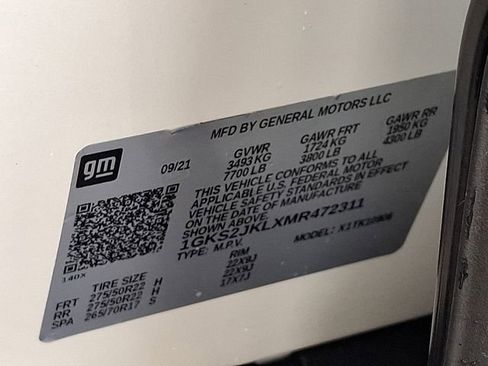 MFD BY GENERAL MOTORS LLC
gm
09/21
GVWR GAWR FRT GAWR RR
3493 KG 1724 KG 1950 KG
7700 LB 3800 LB 4300 LB
THIS VEHICLE CONFORMS TO ALL
APPLICABLE U.S. FEDERAL MOTOR
VEHICLE SAFETY STANDARDS IN EFFECT
ON THE DATE OF MANUFACTURE
SHOWN ABOVE.
1GKS2JKLXMR472311
TYPE: M.P.V. MODEL: X1TK10906
140X
TIRE SIZE RIM
FRT 275/50R22 H 22X9J
RR 275/50R22 H 22X9J
SPA 265/70R17 S 17X7J